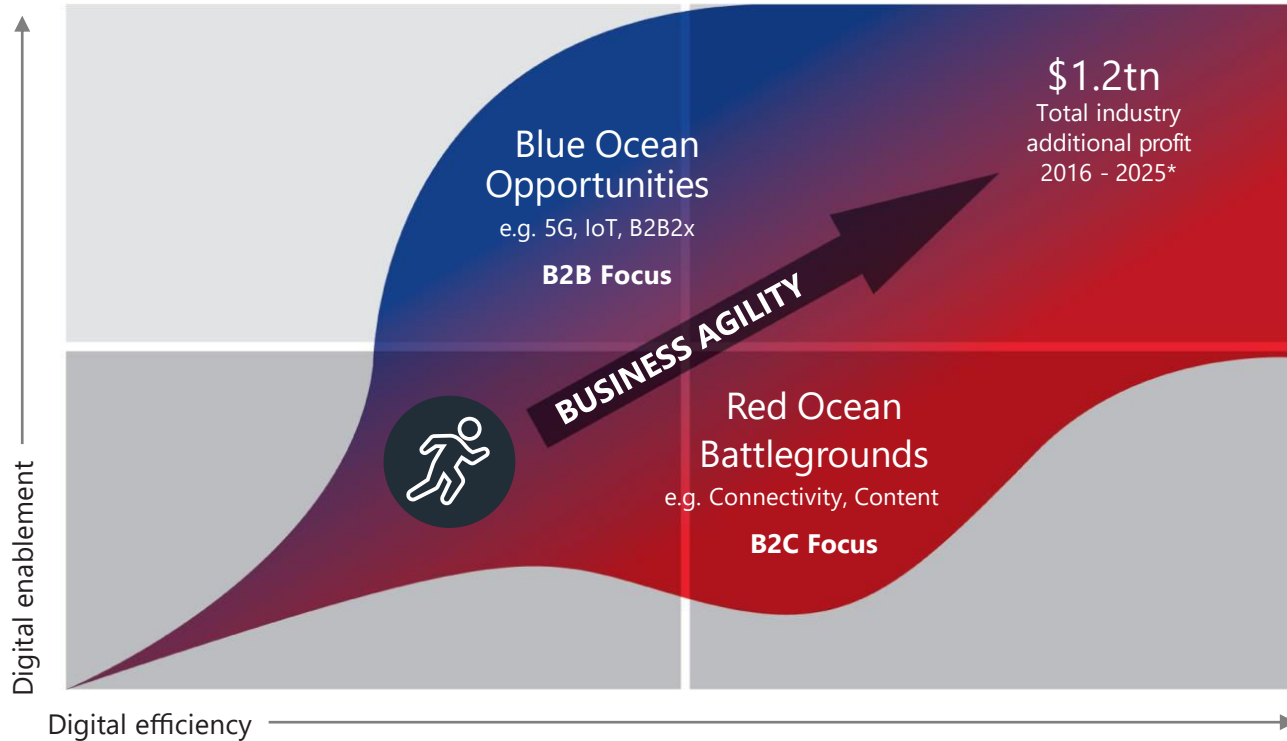 $1.2tn
Total industry
additional profit
2016 - 2025*
Blue Ocean
Opportunities
e.g. 5G, IoT, B2B2x
B2B Focus
BUSINESS AGILITY
Red Ocean
Battlegrounds
e.g. Connectivity, Content
B2C Focus
Digital enablement
Digital efficiency